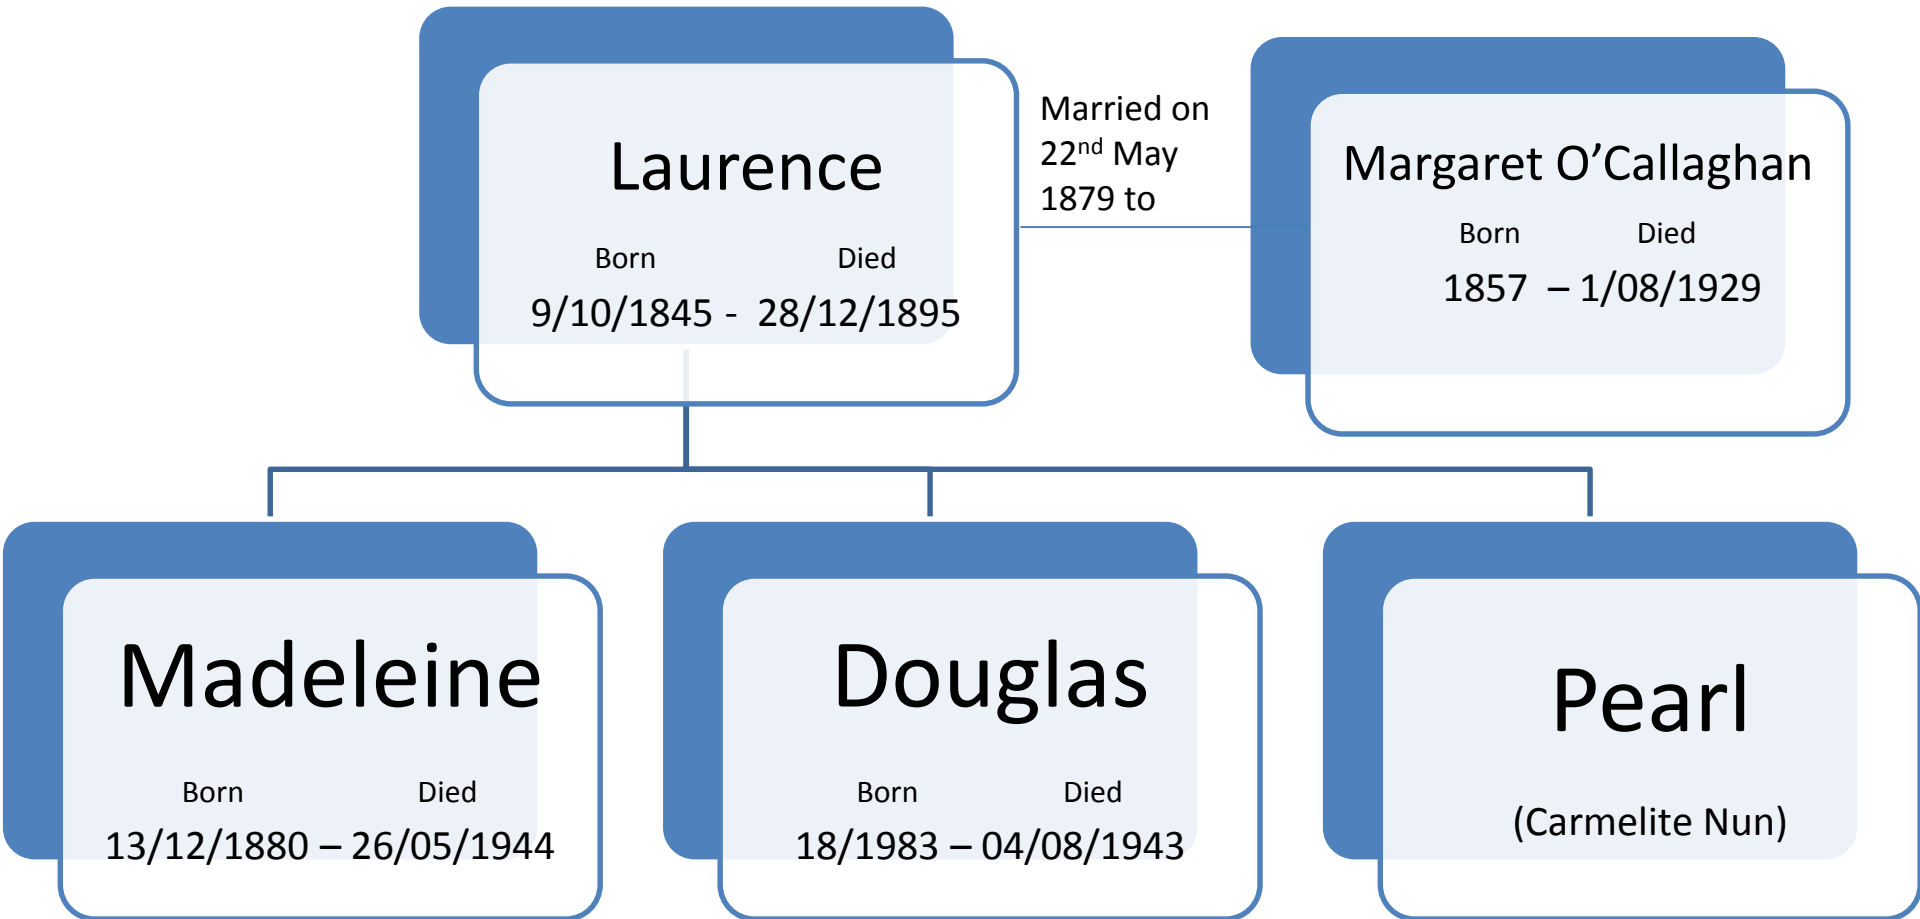 Laurence
Born Died
9/10/1845 - 28/12/1895
Married on
22nd May
1879 to
Margaret O’Callaghan
Born Died
1857 – 1/08/1929
Madeleine
Born Died
13/12/1880 – 26/05/1944
Douglas
Born Died
18/1983 – 04/08/1943
Pearl
(Carmelite Nun)